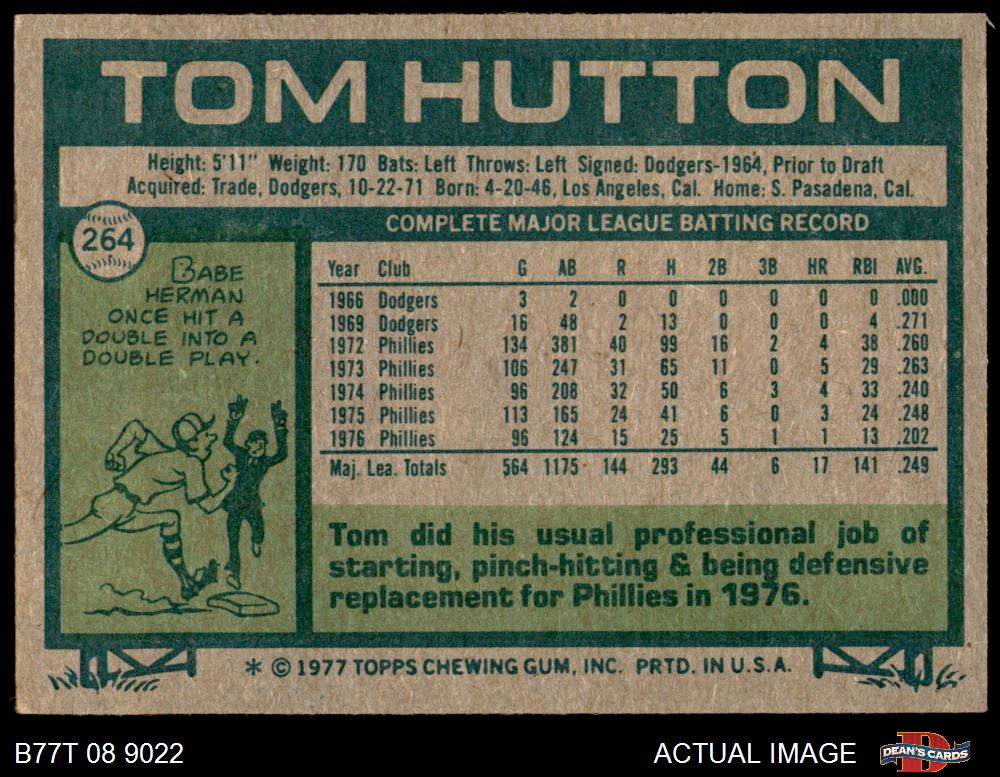 TOM HUTTON
Height: 5'11" Weight: 170 Bats: Left Throws: Left Signed: Dodgers-1964, Prior to Draft
Acquired: Trade, Dodgers, 10-22-71 Born: 4-20-46, Los Angeles, Cal. Home: S. Pasadena, Cal.
COMPLETE MAJOR LEAGUE BATTING RECORD
264
BABE
HERMAN
ONCE HIT A
DOUBLE INTO A
DOUBLE PLAY.
Year Club G AB R H 2B 3B HR RBI AVG.
1966 Dodgers 3 2 0 0 0 0 0 0 .000
1969 Dodgers 16 48 2 13 0 0 0 4 .271
1972 Phillies 134 381 40 99 16 2 4 38 .260
1973 Phillies 106 247 31 65 11 0 5 29 .263
1974 Phillies 96 208 32 50 6 3 4 33 .240
1975 Phillies 113 165 24 41 6 0 3 24 .248
1976 Phillies 96 124 15 25 5 1 1 13 .202
Maj. Lea. Totals 564 1175 144 293 44 6 17 141 .249
Tom did his usual professional job of
starting, pinch-hitting & being defensive
replacement for Phillies in 1976.
* © 1977 TOPPS CHEWING GUM, INC. PRTD. IN U.S.A.
B77T 08 9022
ACTUAL IMAGE
DEAN'S CARDS